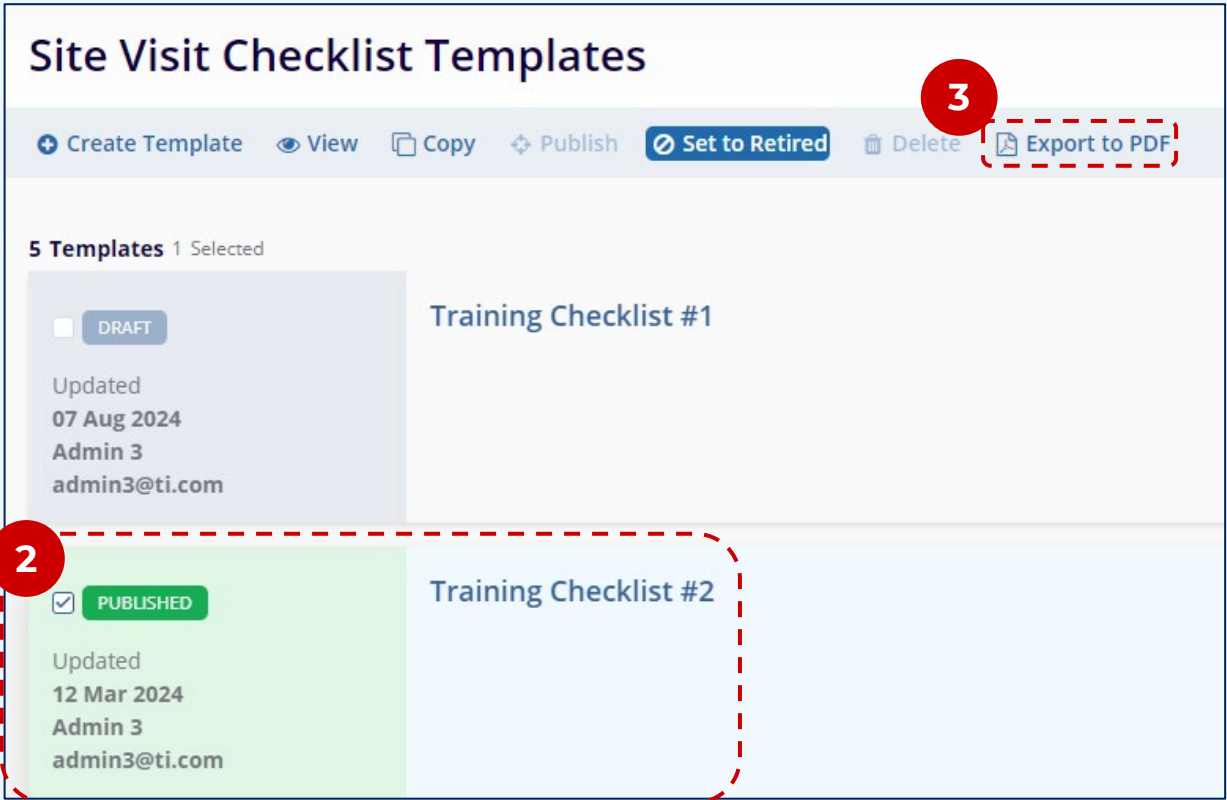 Site Visit Checklist Templates
3
Create Template View Copy Publish Set to Retired Delete Export to PDF
5 Templates 1 Selected
DRAFT
Training Checklist #1
Updated
07 Aug 2024
Admin 3
admin3@ti.com
2
PUBLISHED
Training Checklist #2
Updated
12 Mar 2024
Admin 3
admin3@ti.com